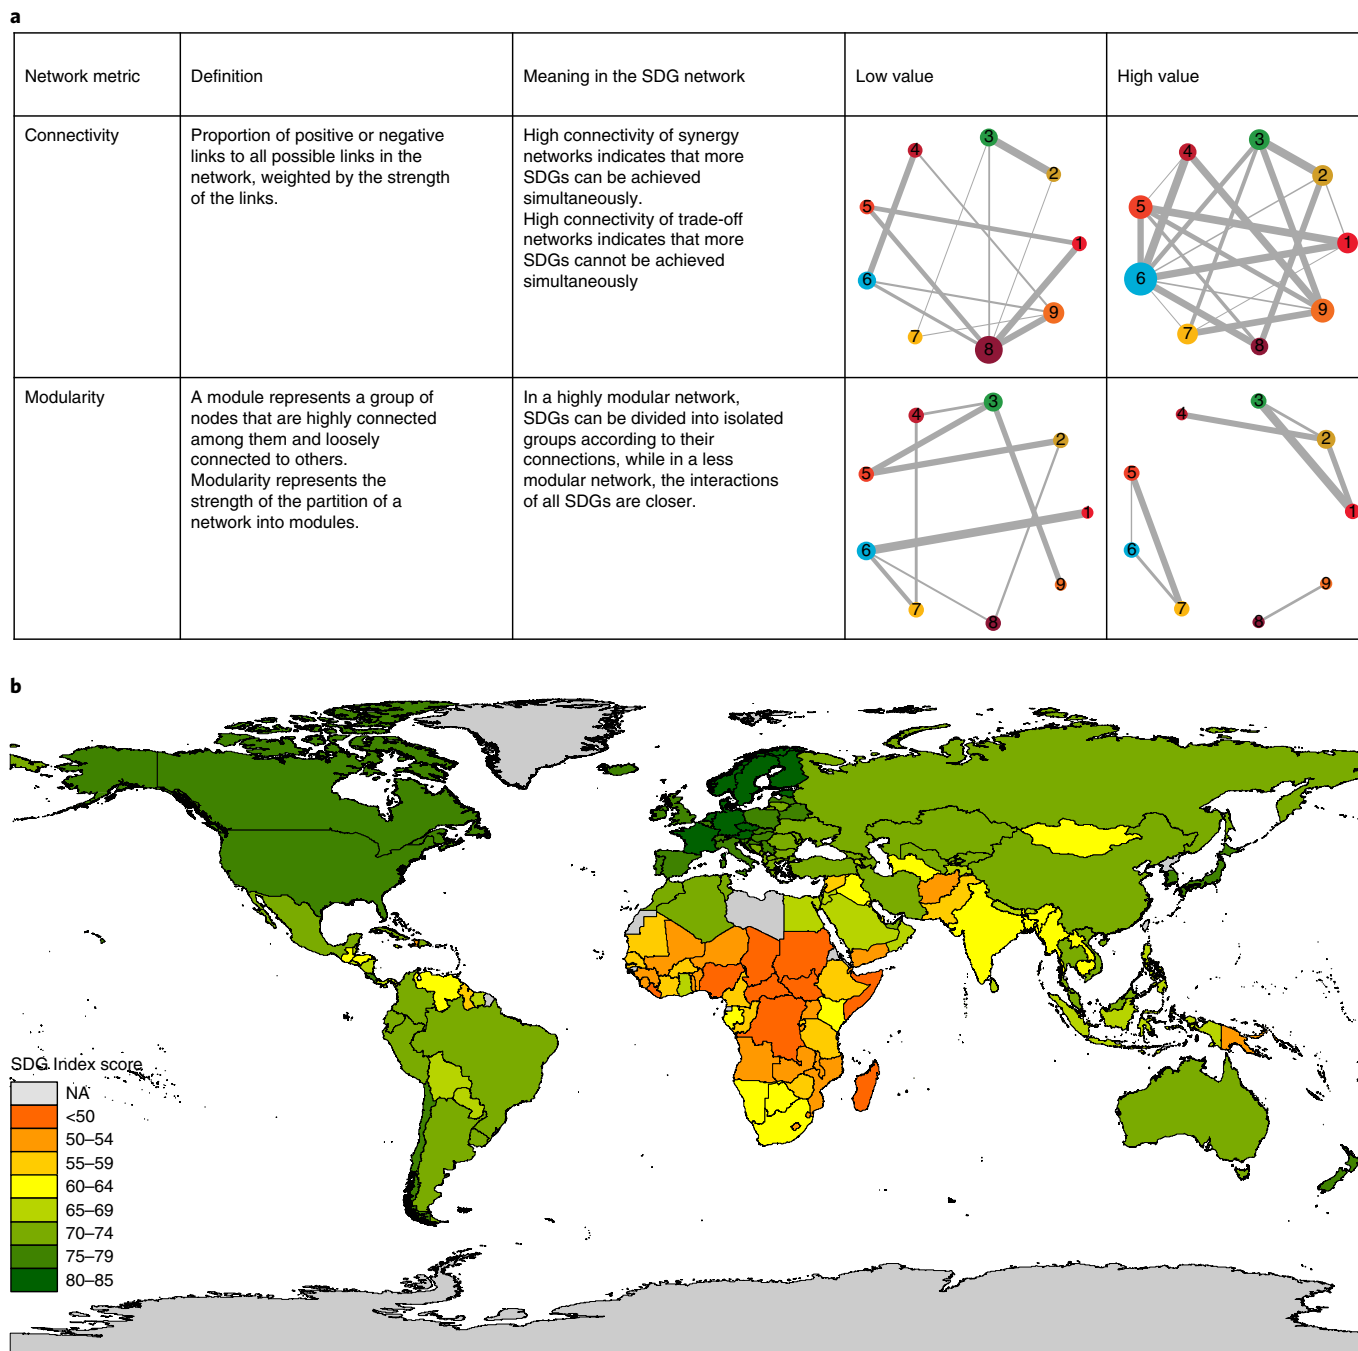 a
Network metric
Definition
Meaning in the SDG network
Low value
High value
Connectivity
Proportion of positive or negative
links to all possible links in the
network, weighted by the strength
of the links.
High connectivity of synergy
networks indicates that more
SDGs can be achieved
simultaneously.
High connectivity of trade-off
networks indicates that more
SDGs cannot be achieved
simultaneously
3
4
2
5
1
6
9
7
8
3
4
2
5
1
6
9
7
8
Modularity
A module represents a group of
nodes that are highly connected
among them and loosely
connected to others.
Modularity represents the
strength of the partition of a
network into modules.
In a highly modular network,
SDGs can be divided into isolated
groups according to their
connections, while in a less
modular network, the interactions
of all SDGs are closer.
3
4
2
5
1
6
9
7
8
3
4
2
5
1
6
9
7
8
b
SDG Index score
NA
<50
50–54
55–59
60–64
65–69
70–74
75–79
80–85